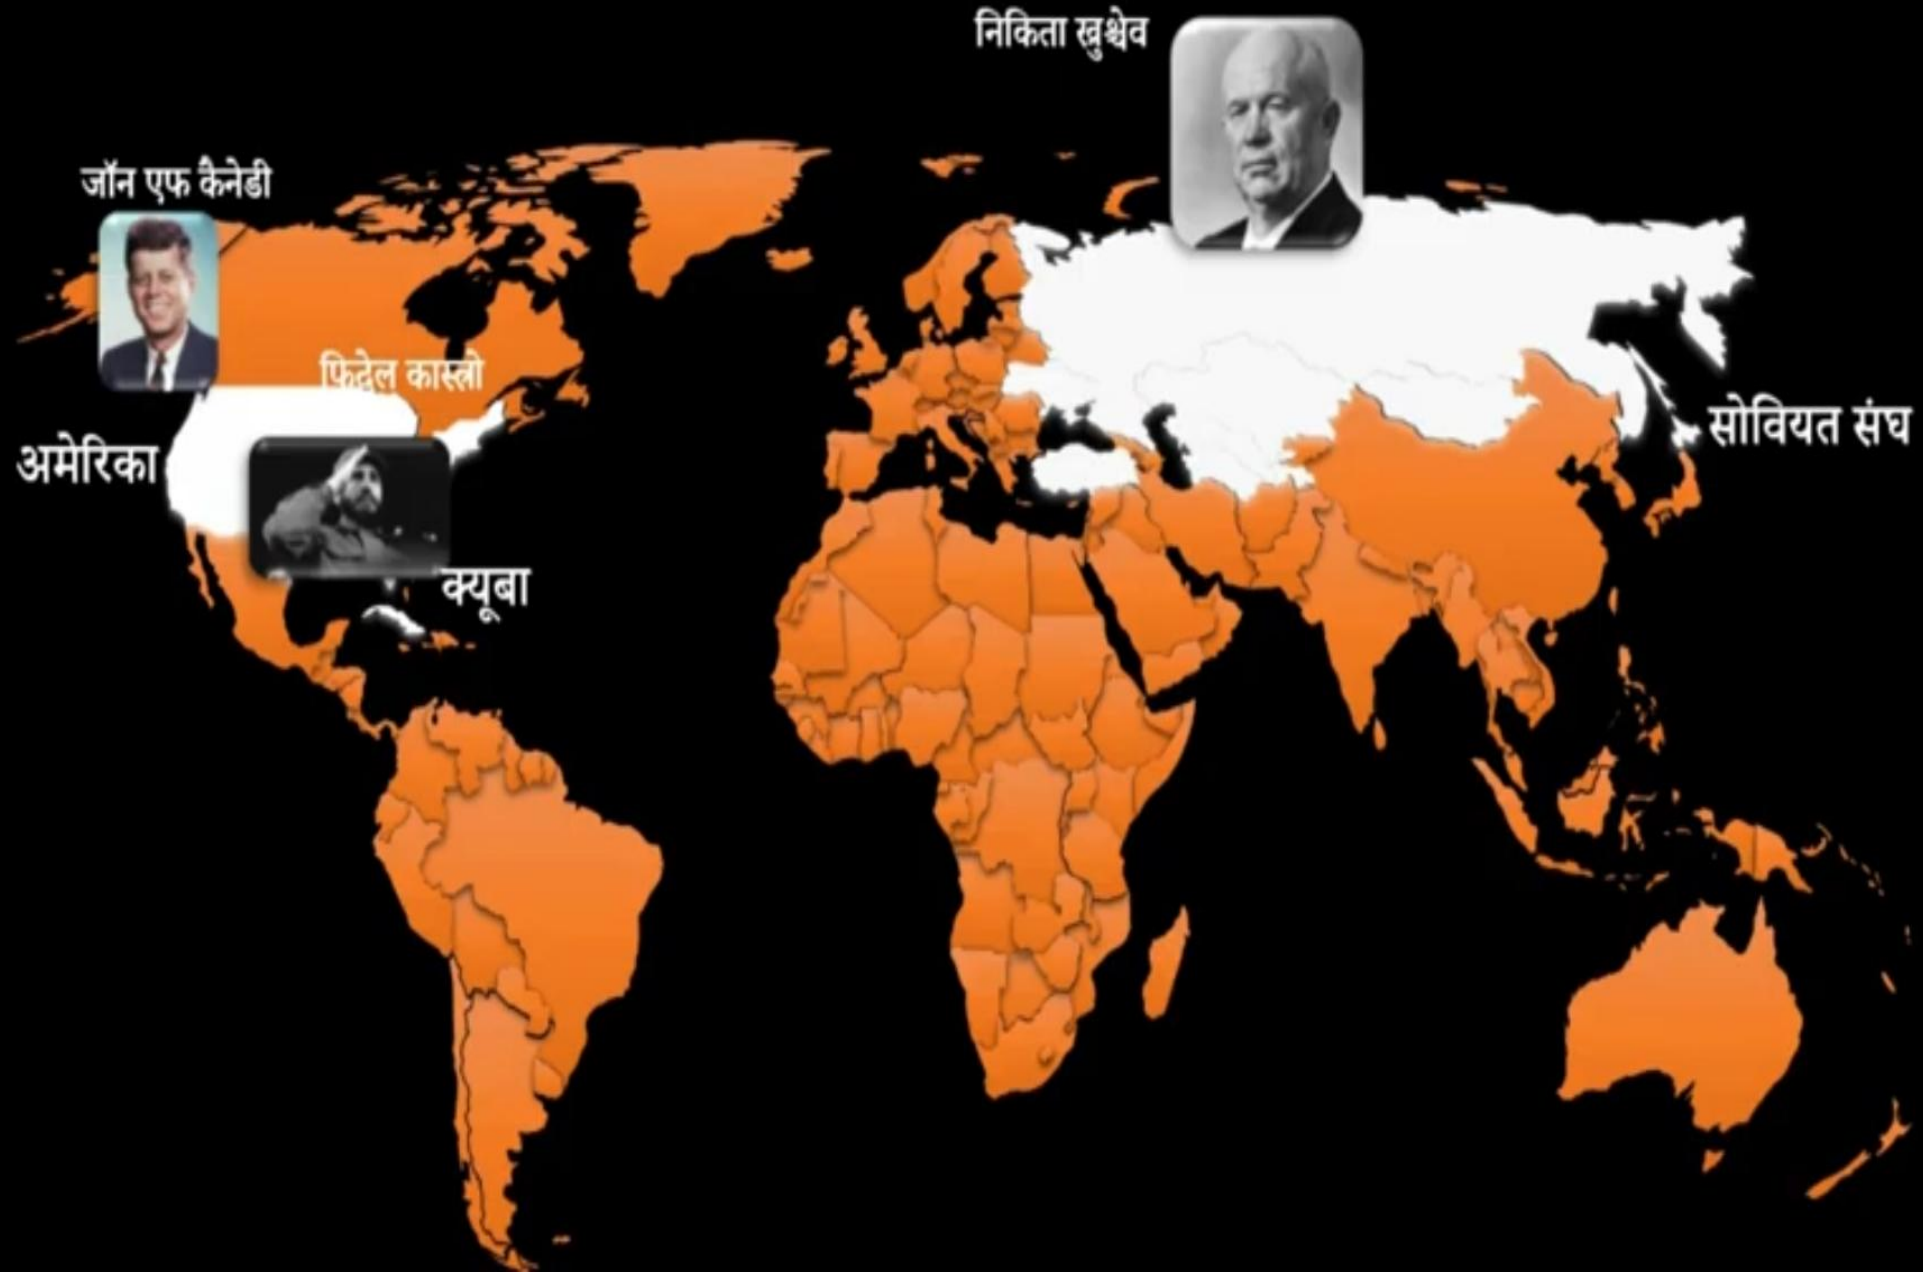 निकिता ख्रुश्चेव
जॉन एफ कैनेडी
फिदेल कास्त्रो
अमेरिका
सोवियत संघ
क्यूबा